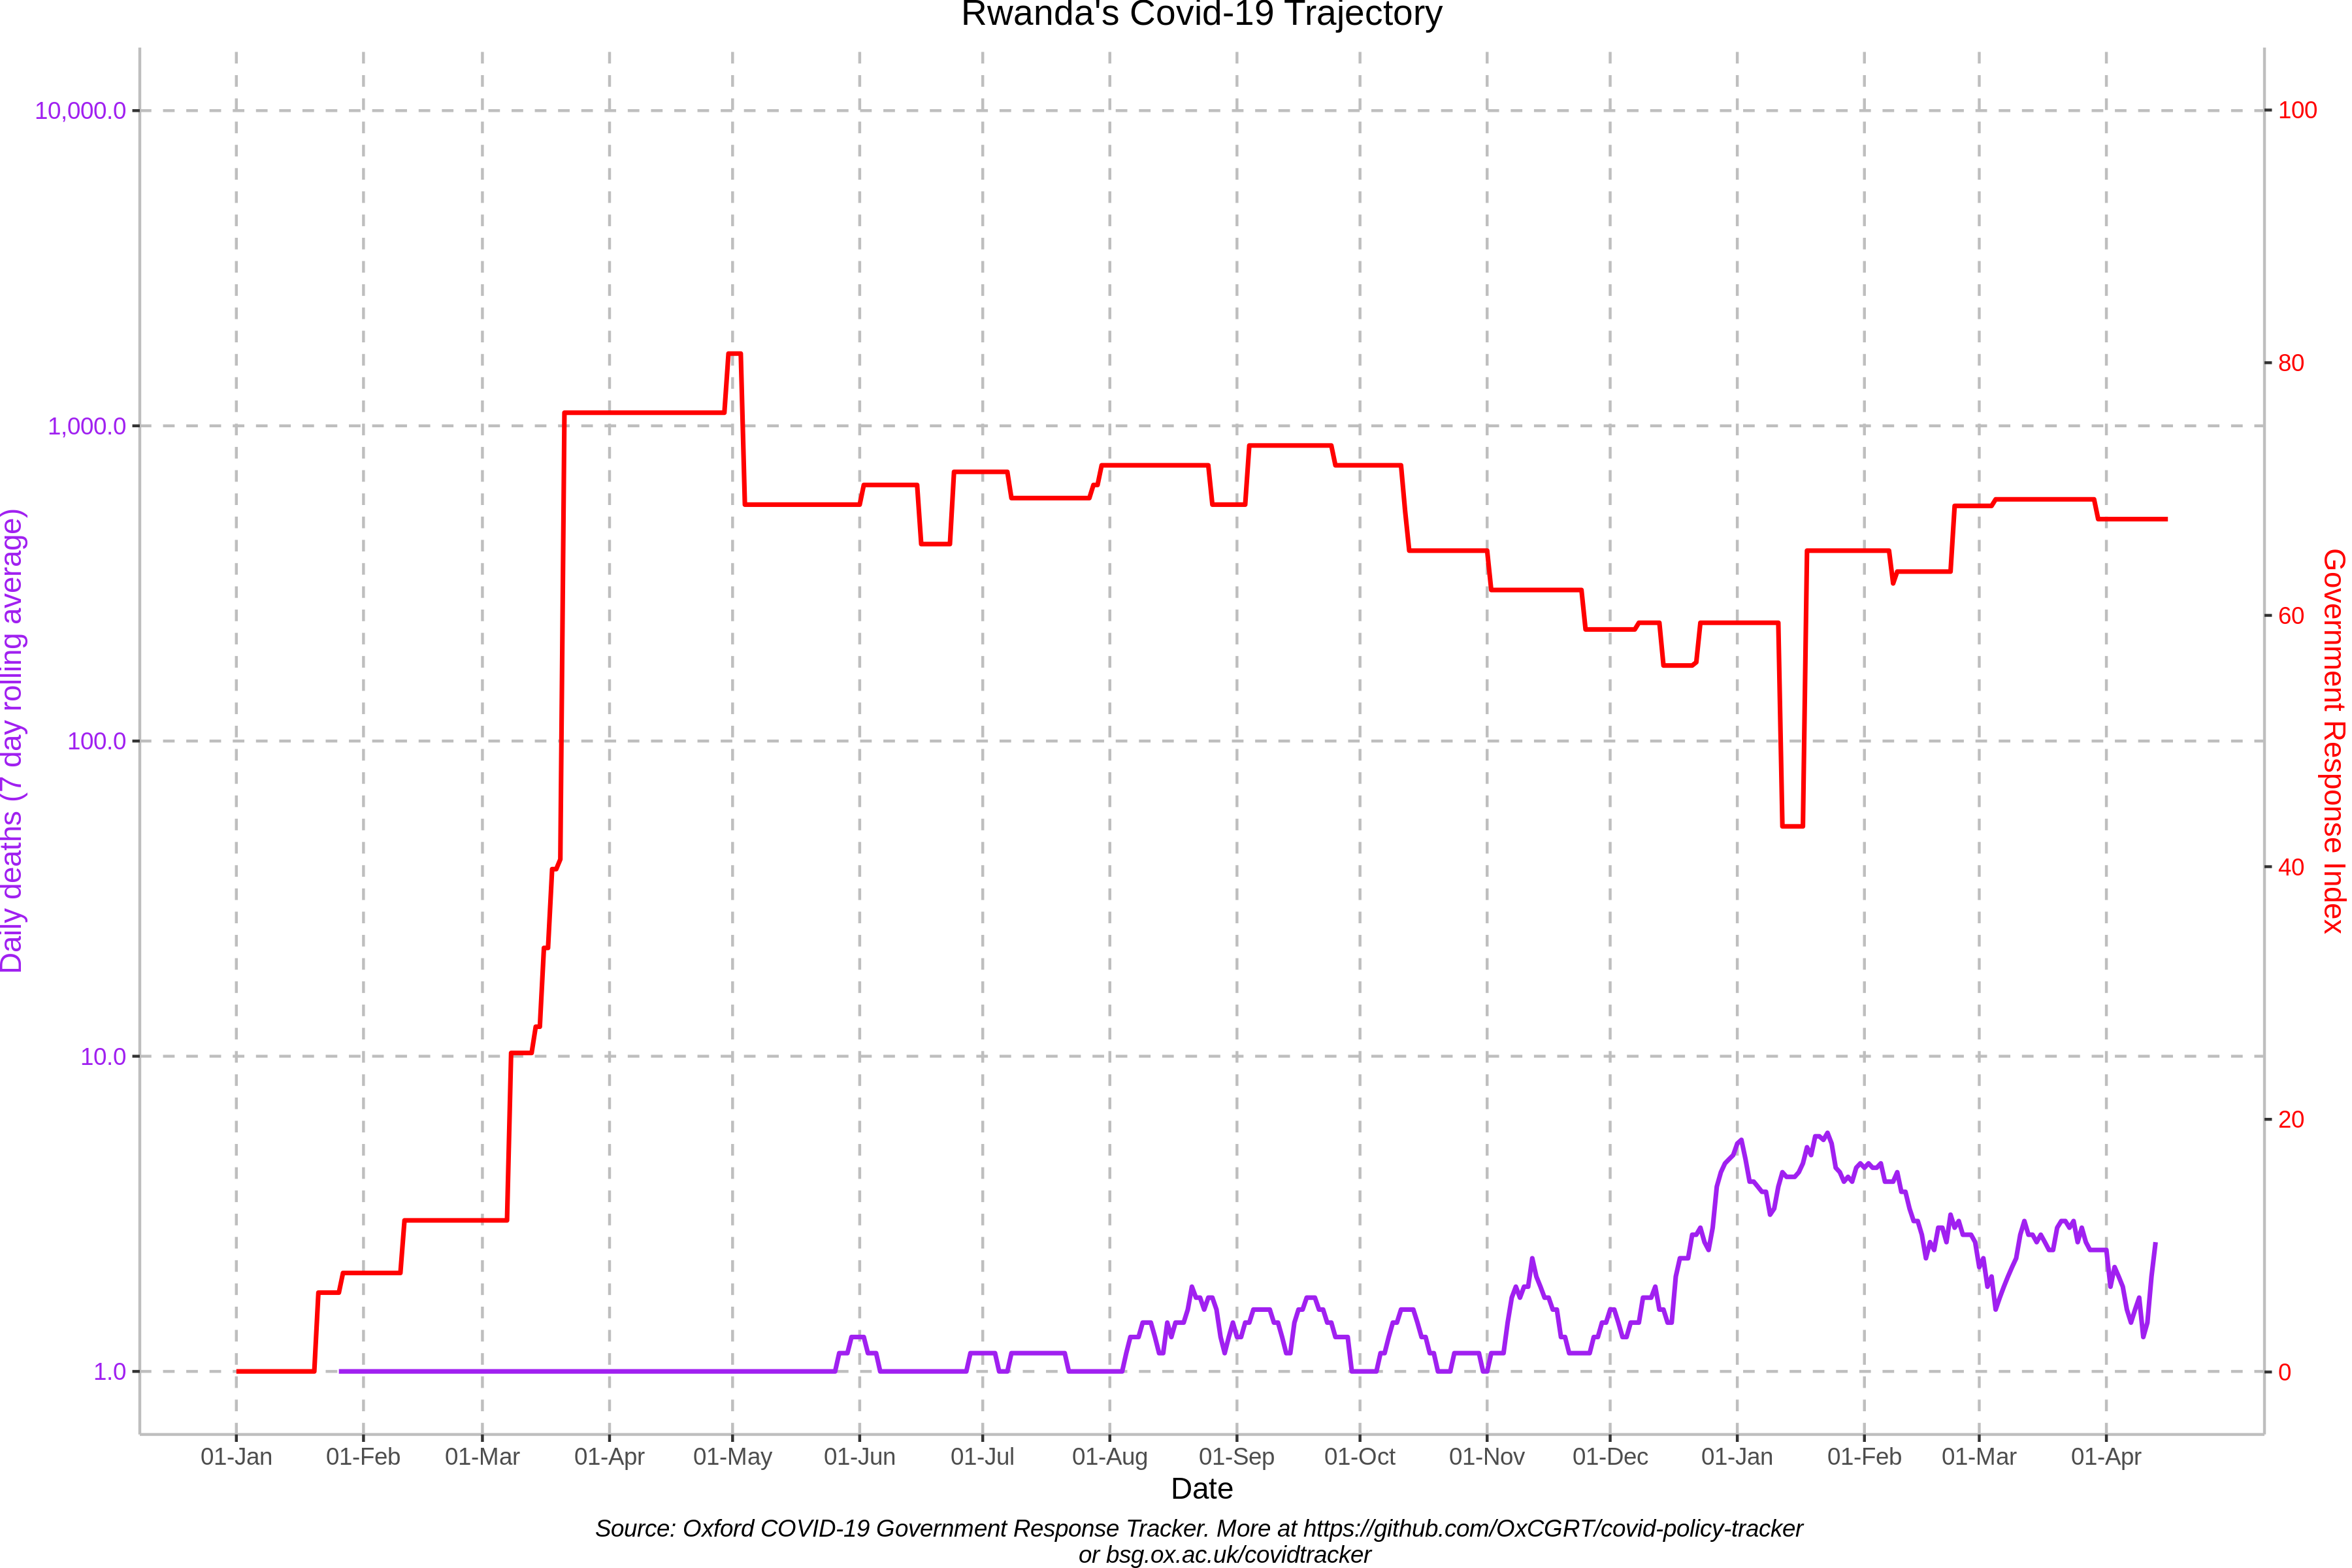 Rwanda's Covid-19 Trajectory
10,000.0
1,000.0
100.0
10.0
1.0
Daily deaths (7 day rolling average)
100
80
60
40
20
0
Government Response Index
01-Jan 01-Feb 01-Mar 01-Apr 01-May 01-Jun 01-Jul 01-Aug 01-Sep 01-Oct 01-Nov 01-Dec 01-Jan 01-Feb 01-Mar 01-Apr
Date
Source: Oxford COVID-19 Government Response Tracker. More at https://github.com/OxCGRT/covid-policy-tracker
or bsg.ox.ac.uk/covidtracker